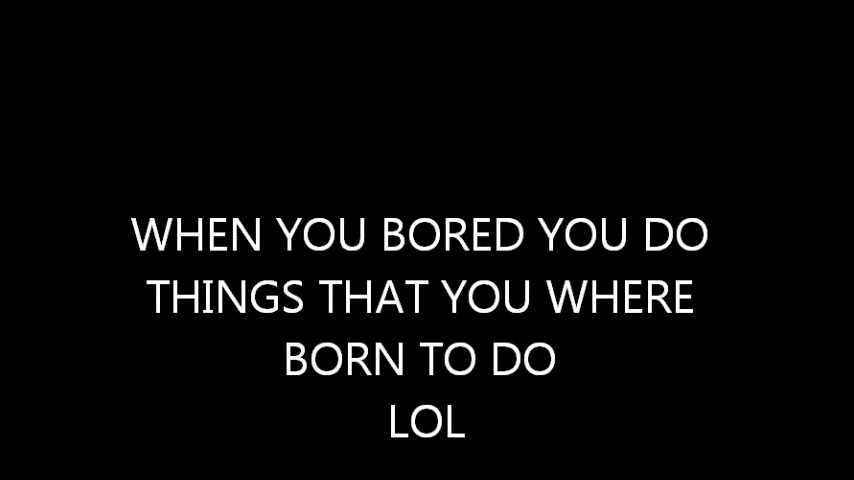 WHEN YOU BORED YOU DO
THINGS THAT YOU WHERE
BORN TO DO
LOL